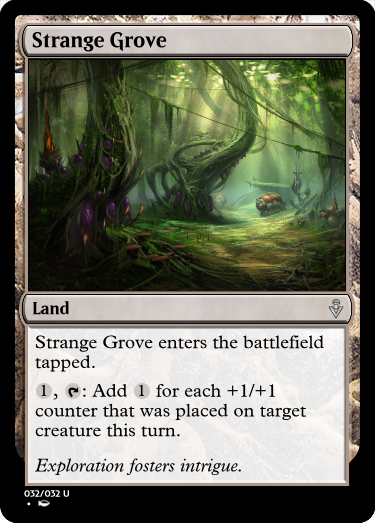 Strange Grove
Land
Strange Grove enters the battlefield
tapped.
1, T: Add 1 for each +1/+1
counter that was placed on target
creature this turn.
Exploration fosters intrigue.
032/032 U
•